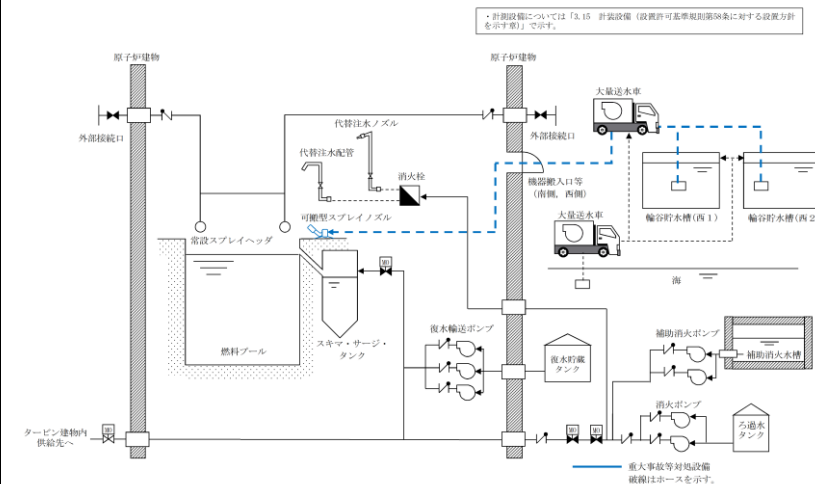 ・計測設備については「3.15　計装設備（設置許可基準規則第58条に対する設置方針
を示す章）」で示す。
原子炉建物
原子炉建物
大量送水車
代替注水ノズル
外部接続口
外部接続口
代替注水配管
消火栓
機器搬入口等
（南側，西側）
輪谷貯水槽(西1)
輪谷貯水槽(西2
大量送水車
可搬型スプレイノズル
常設スプレイヘッダ
海
MO
復水輸送ポンプ
補助消火ポンプ
スキマ・サージ・
タンク
燃料プール
復水貯蔵
タンク
補助消火水槽
消火ポンプ
タービン建物内
供給先へ
MO
MO
MO
ろ過水
タンク
重大事故等対処設備
破線はホースを示す。